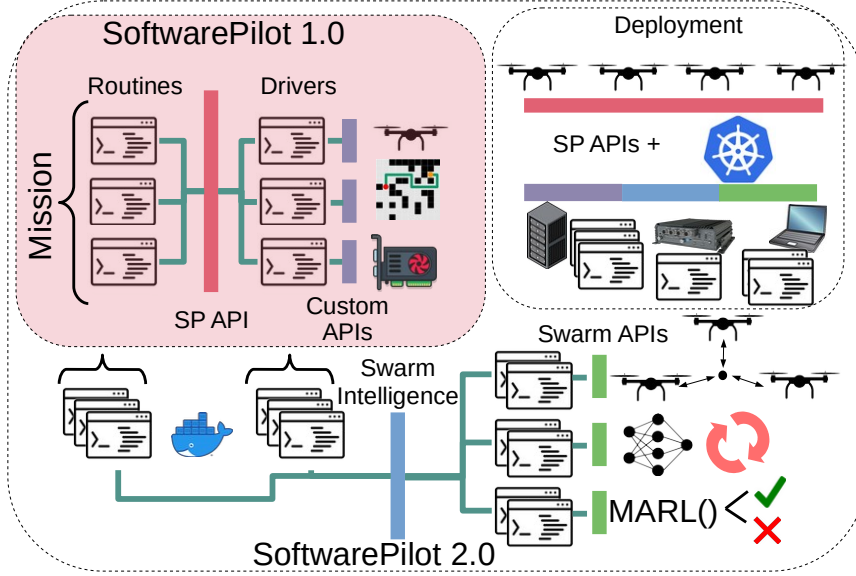 SoftwarePilot 1.0
Routines
Drivers
Mission
SP API
Custom
APIs
Deployment
SP APIs +
Swarm
Intelligence
Swarm APIs
MARL()
SoftwarePilot 2.0